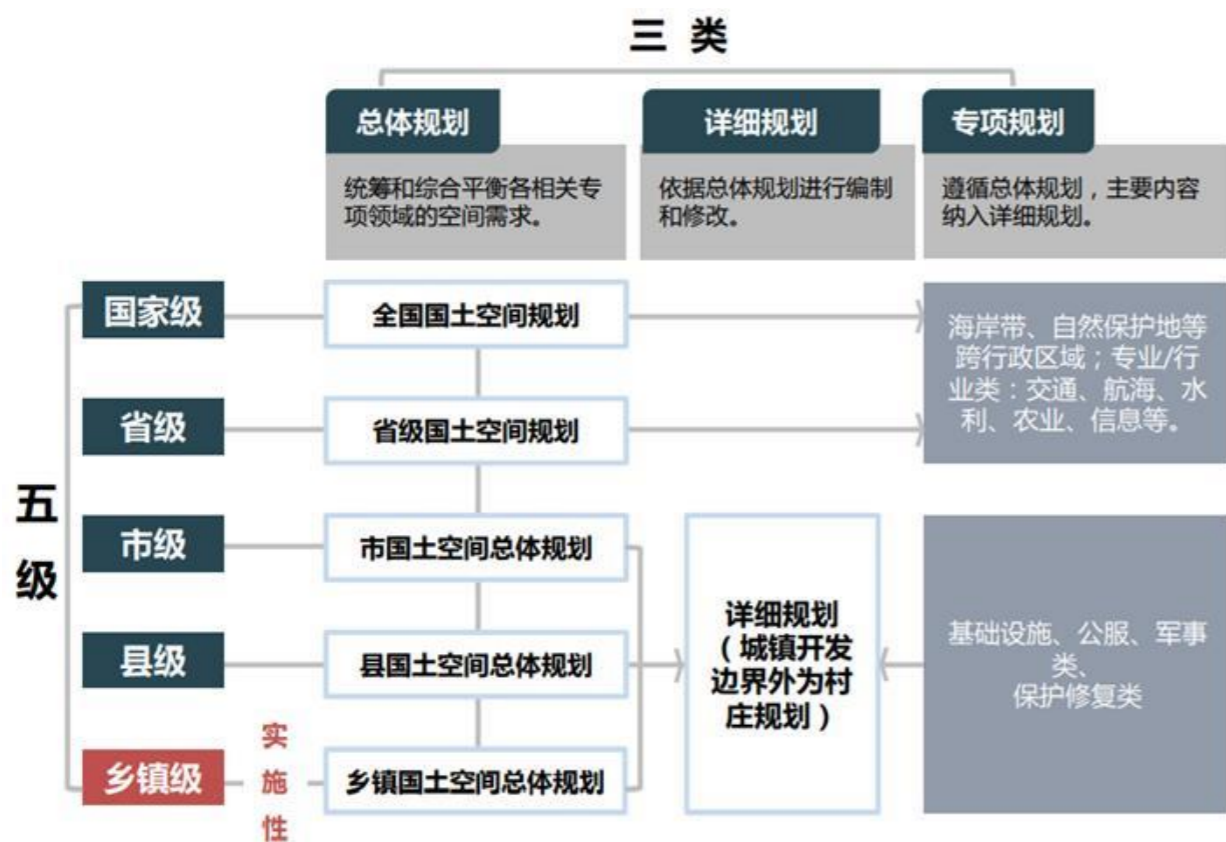 三 类
总体规划
详细规划
专项规划
统筹和综合平衡各相关专
项领域的空间需求。
依据总体规划进行编制
和修改。
遵循总体规划，主要内容
纳入详细规划。
五
级
国家级
全国国土空间规划
海岸带、自然保护地等
跨行政区域；专业/行
业类：交通、航海、水
利、农业、信息等。
省级
省级国土空间规划
市级
市国土空间总体规划
县级
县国土空间总体规划
乡镇级
实
施
性
乡镇国土空间总体规划
详细规划
（城镇开发
边界外为村
庄规划）
基础设施、公服、军事
类、
保护修复类